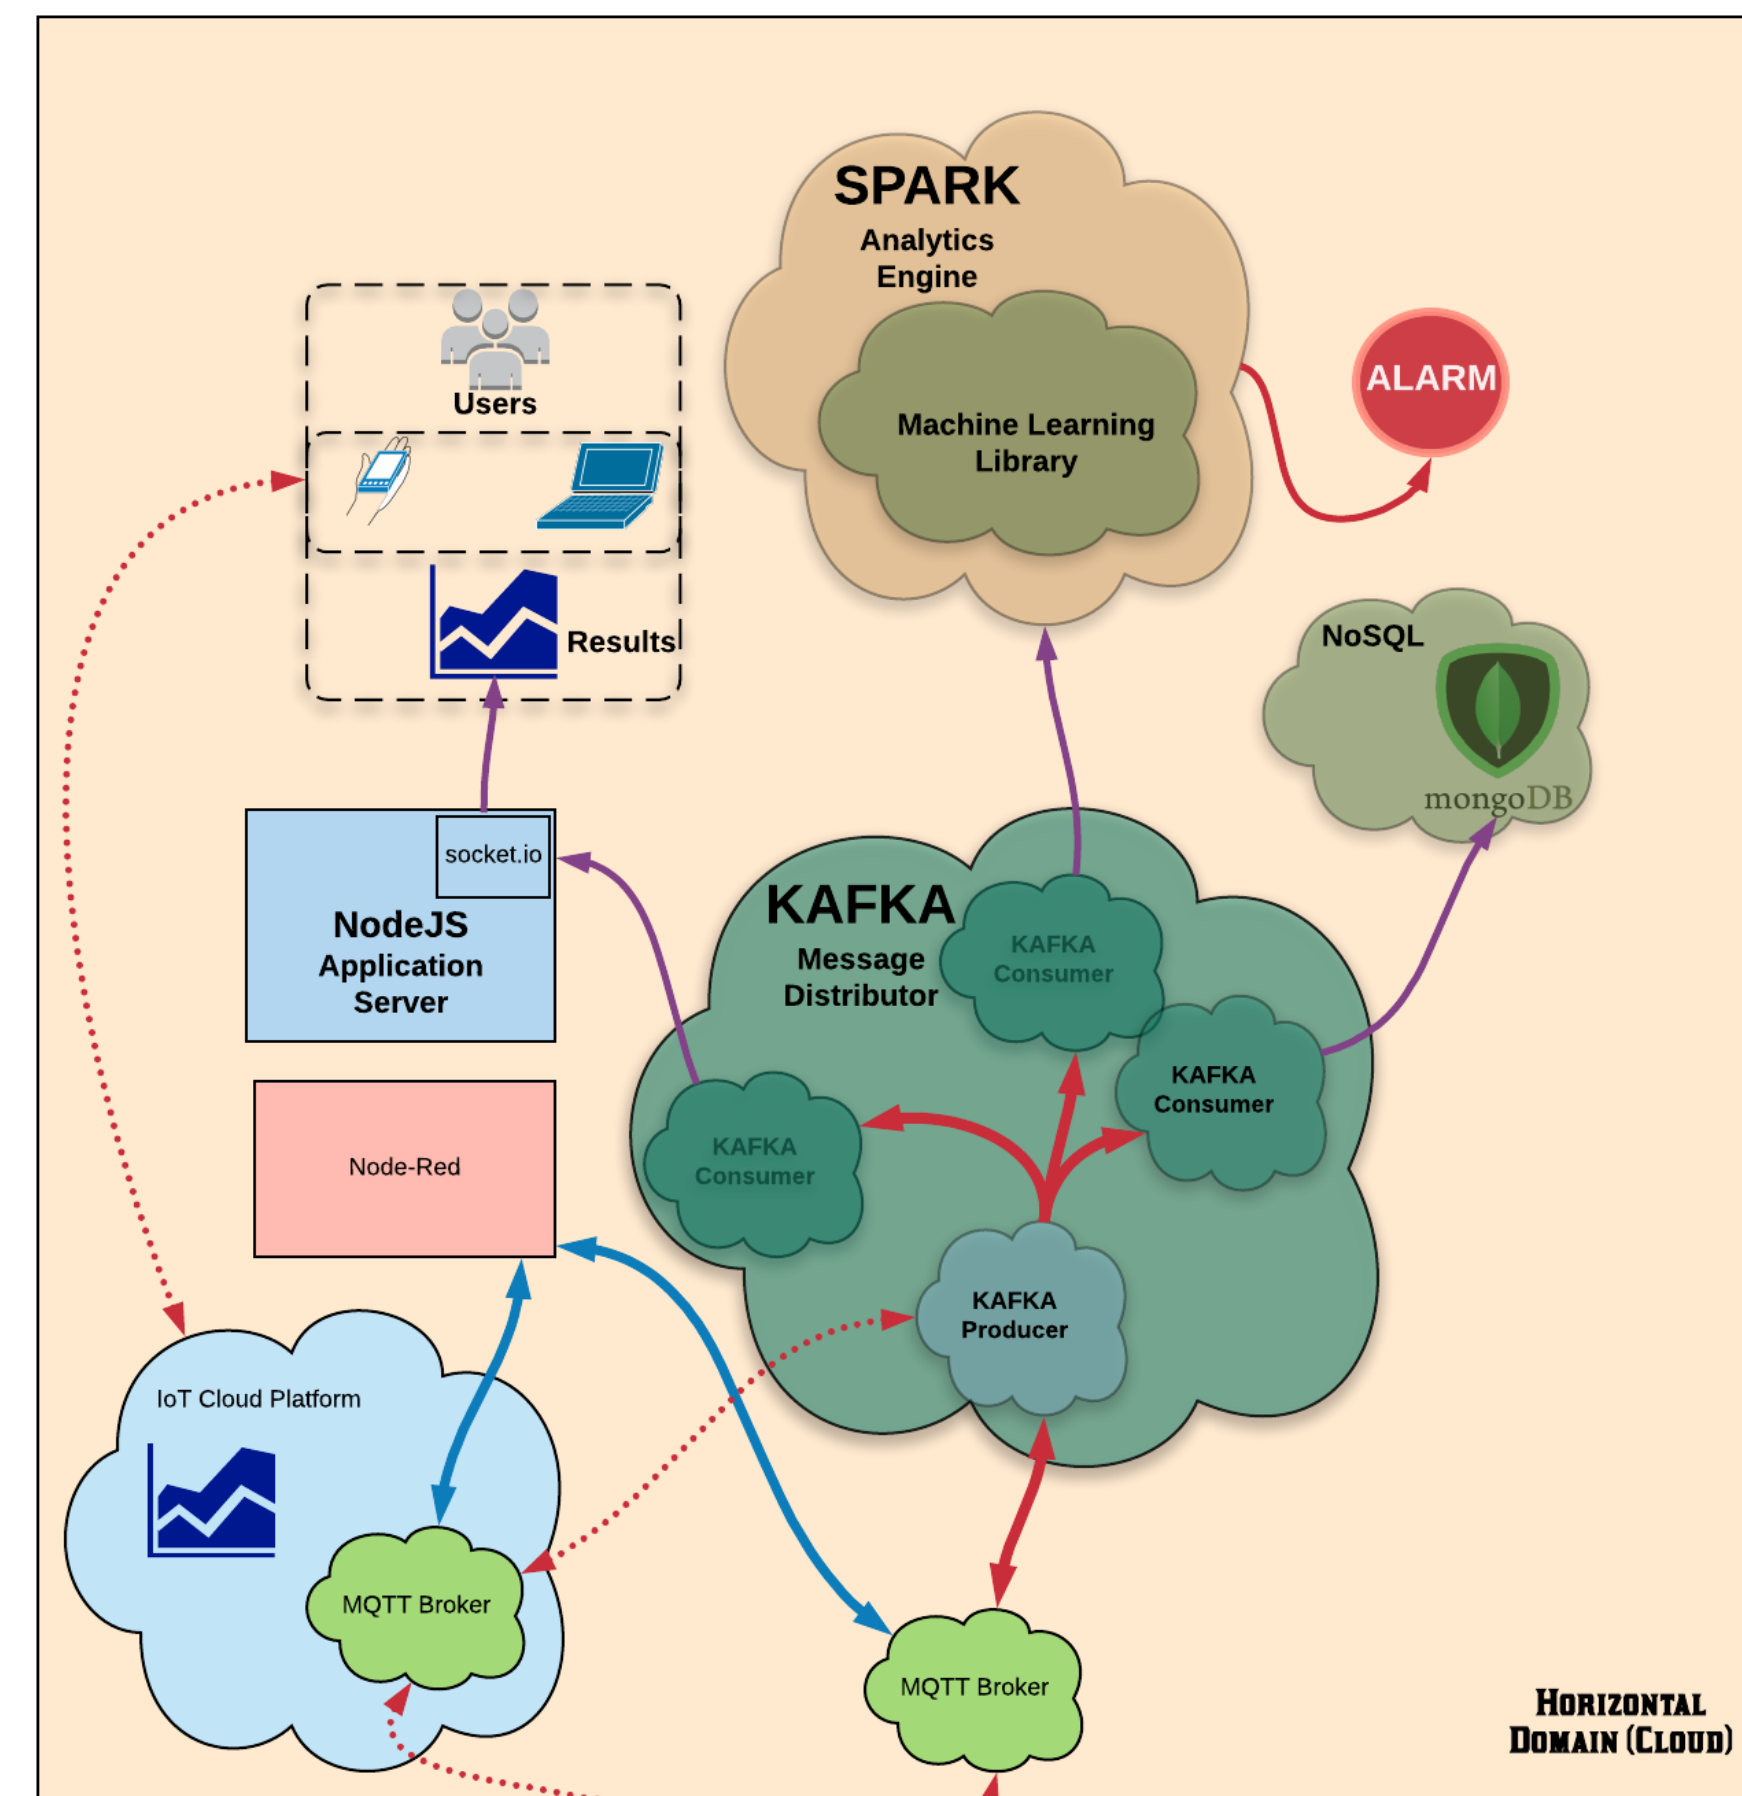 SPARK
Analytics
Engine
Machine Learning
Library
ALARM
Users
Results
NoSQL
mongoDB
socket.io
NodeJS
Application
Server
KAFKA
Message
Distributor
KAFKA
Consumer
KAFKA
Consumer
KAFKA
Consumer
Node-Red
KAFKA
Producer
IoT Cloud Platform
MQTT Broker
MQTT Broker
HORIZONTAL
DOMAIN (CLOUD)